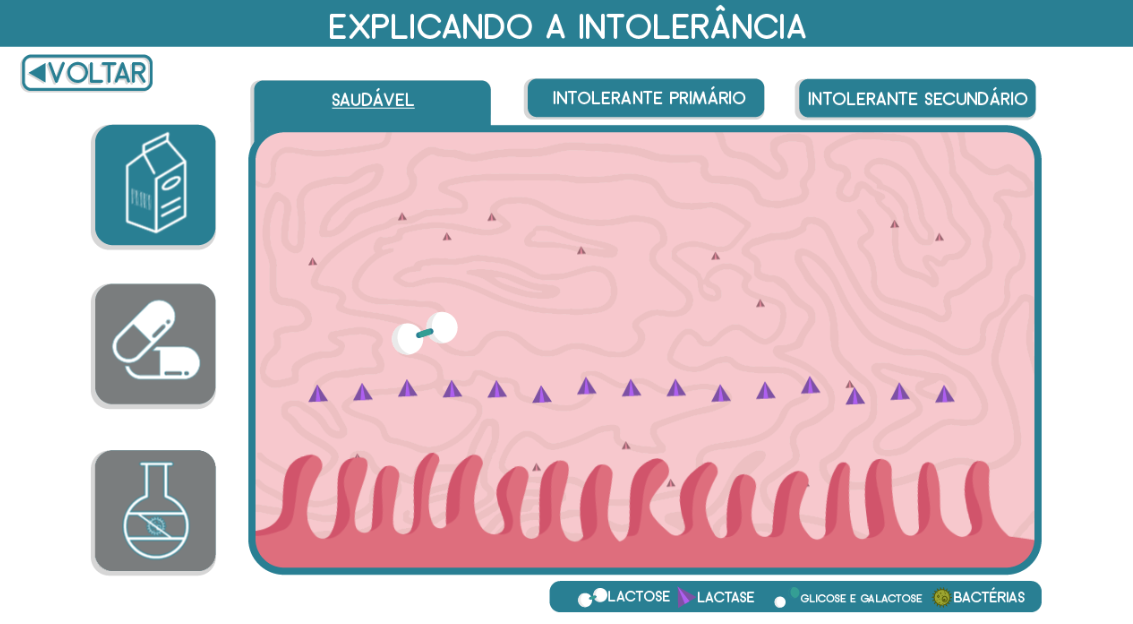 EXPLICANDO A INTOLERÂNCIA
VOLTAR
SAUDÁVEL
INTOLERANTE PRIMÁRIO
INTOLERANTE SECUNDÁRIO
LACTOSE
LACTASE
GLICOSE E GALACTOSE
BACTÉRIAS